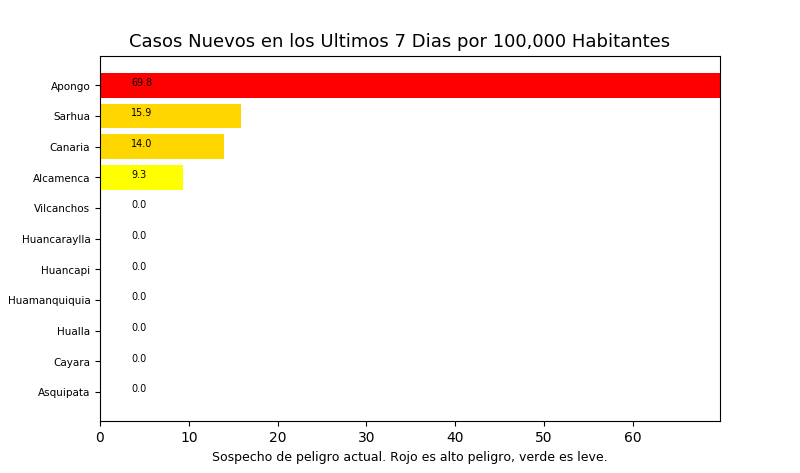 Casos Nuevos en los Ultimos 7 Dias por 100,000 Habitantes
Apongo 69.8
Sarhua 15.9
Canaria 14.0
Alcamenca 9.3
Vilcanchos 0.0
Huancaraylla 0.0
Huancapi 0.0
Huamanquiquia 0.0
Hualla 0.0
Cayara 0.0
Asquipata 0.0
0 10 20 30 40 50 60
Sospecho de peligro actual. Rojo es alto peligro, verde es leve.